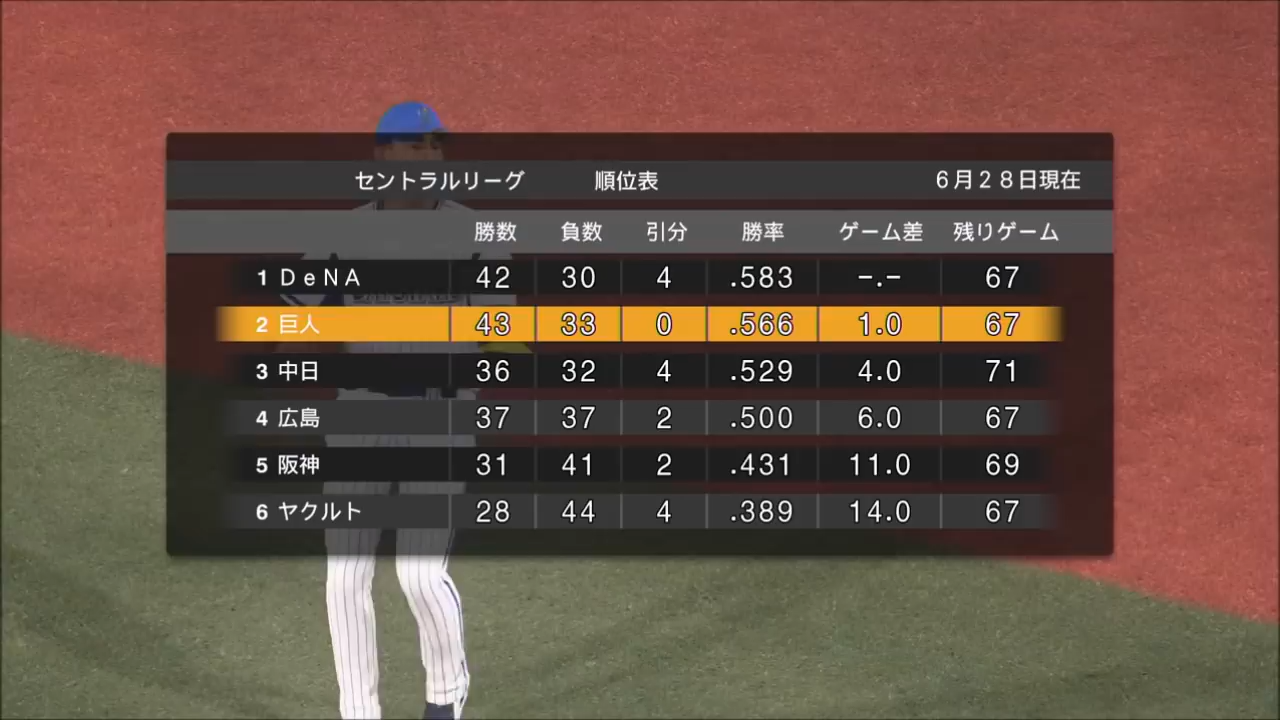 セントラルリーグ 順位表 6月28日現在
勝数 負数 引分 勝率 ゲーム差 残りゲーム
1 DeNA 42 30 4 .583 -.- 67
2 巨人 43 33 0 .566 1.0 67
3 中日 36 32 4 .529 4.0 71
4 広島 37 37 2 .500 6.0 67
5 阪神 31 41 2 .431 11.0 69
6 ヤクルト 28 44 4 .389 14.0 67